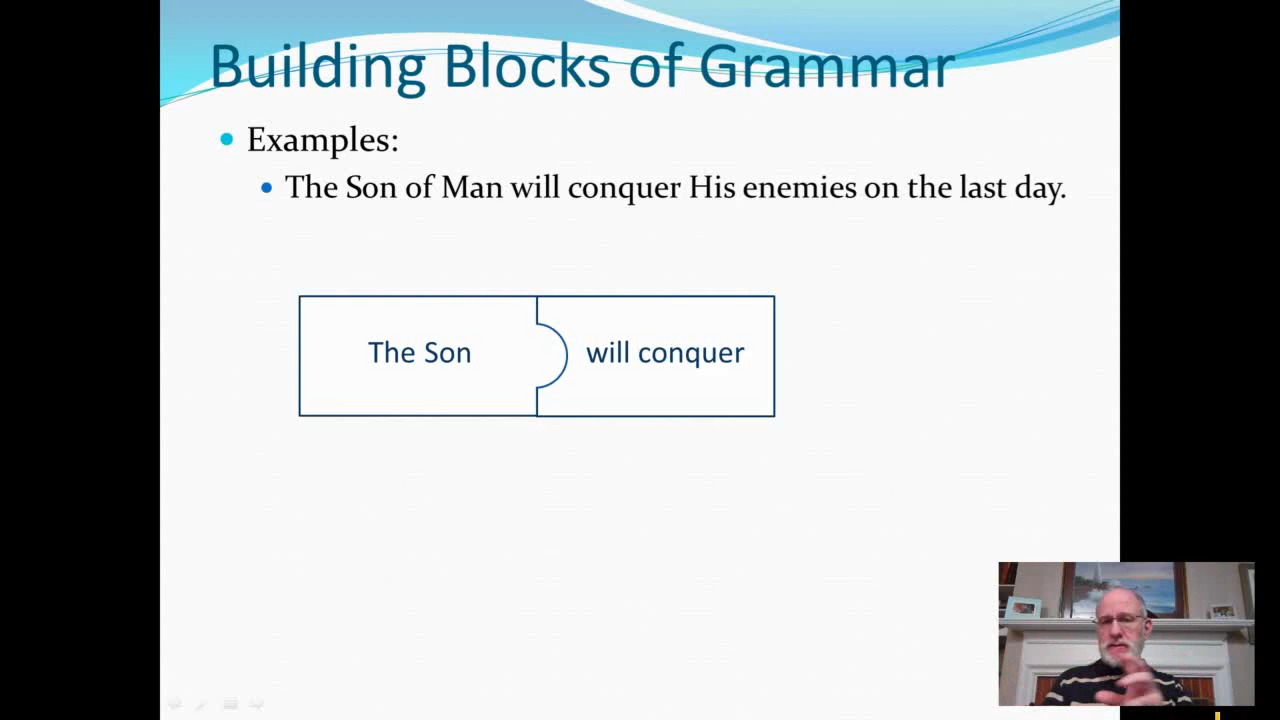 Building Blocks of Grammar
Examples:
The Son of Man will conquer His enemies on the last day.
The Son will conquer